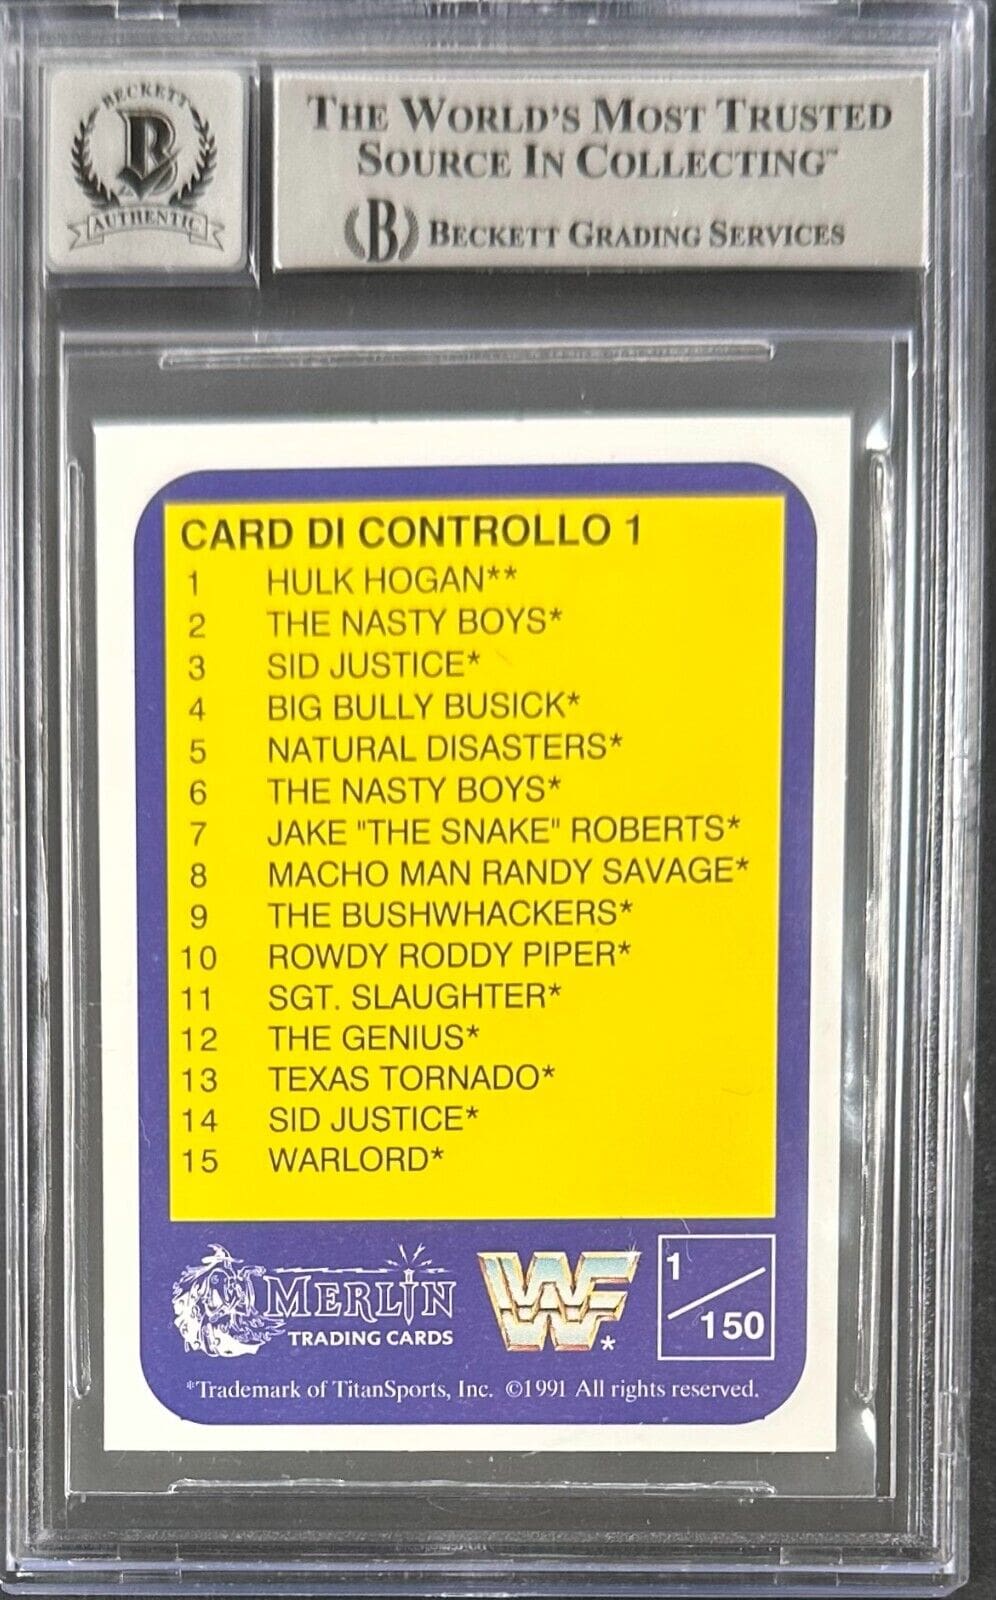 BECKETT
B
AUTHENTIC
THE WORLD'S MOST TRUSTED
SOURCE IN COLLECTING™
B BECKETT GRADING SERVICES
CARD DI CONTROLLO 1
1 HULK HOGAN**
2 THE NASTY BOYS*
3 SID JUSTICE*
4 BIG BULLY BUSICK*
5 NATURAL DISASTERS*
6 THE NASTY BOYS*
7 JAKE "THE SNAKE" ROBERTS*
8 MACHO MAN RANDY SAVAGE*
9 THE BUSHWHACKERS*
10 ROWDY RODDY PIPER*
11 SGT. SLAUGHTER*
12 THE GENIUS*
13 TEXAS TORNADO*
14 SID JUSTICE*
15 WARLORD*
MERLIN
TRADING CARDS
WF*
1/150
*Trademark of TitanSports, Inc. ©1991 All rights reserved.